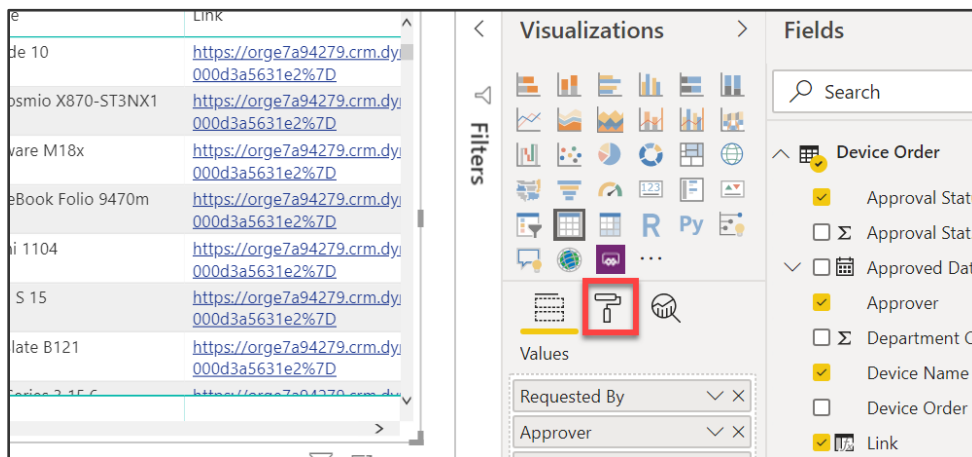 Link
de 10
https://orge7a94279.crm.dy
000d3a5631e2%7D
osmio X870-ST3NX1
https://orge7a94279.crm.dy
000d3a5631e2%7D
ware M18x
https://orge7a94279.crm.dy
000d3a5631e2%7D
eBook Folio 9470m
https://orge7a94279.crm.dy
000d3a5631e2%7D
ni 1104
https://orge7a94279.crm.dy
000d3a5631e2%7D
S 15
https://orge7a94279.crm.dy
000d3a5631e2%7D
late B121
https://orge7a94279.crm.dy
000d3a5631e2%7D
Filters
Visualizations
123
R
Py
Values
Requested By
Approver
Fields
Search
Device Order
Approval Stat
Σ Approval Stat
Approved Dat
Approver
Σ Department C
Device Name
Device Order
Link